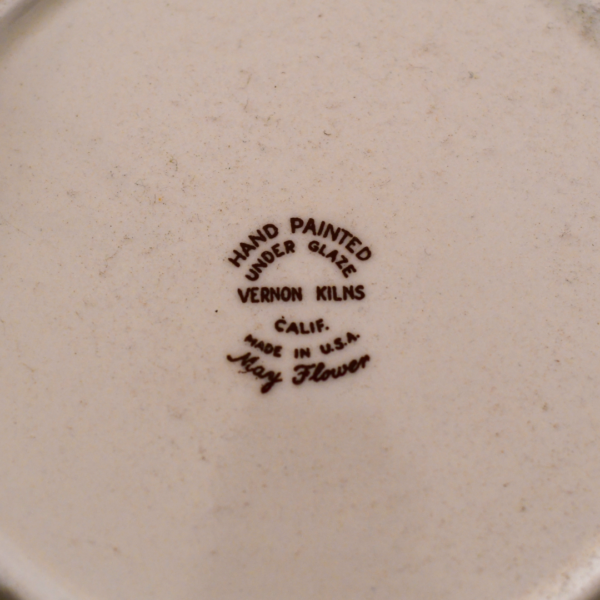 HAND PAINTED
UNDER GLAZE
VERNON KILNS
CALIF.
MADE IN U.S.A.
May Flower